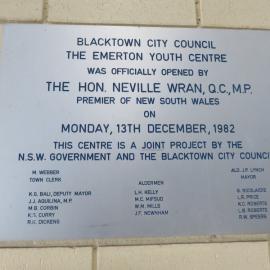 BLACKTOWN CITY COUNCIL
THE EMERTON YOUTH CENTRE
WAS OFFICIALLY OPENED BY
THE HON. NEVILLE WRAN, Q.C., M.P.
PREMIER OF NEW SOUTH WALES
ON
MONDAY, 13TH DECEMBER, 1982
THIS CENTRE IS A JOINT PROJECT BY THE
N.S.W. GOVERNMENT AND THE BLACKTOWN CITY COUNCIL
M. WEBBER
TOWN CLERK
ALD. J.P. LYNCH
MAYOR
ALDERMEN
K.G. BALI, DEPUTY MAYOR
J.J. AQUILINA, M.P.
M.B. CORBIN
K.S. CURRY
R.C. DICKENS
L.H. KELLY
M.C. MIFSUD
W.M. MILLS
J.F. NEWNHAM
L.R. PRICE
K.C. ROBERTS
L.B. ROBERTS
R.W. SPEERS